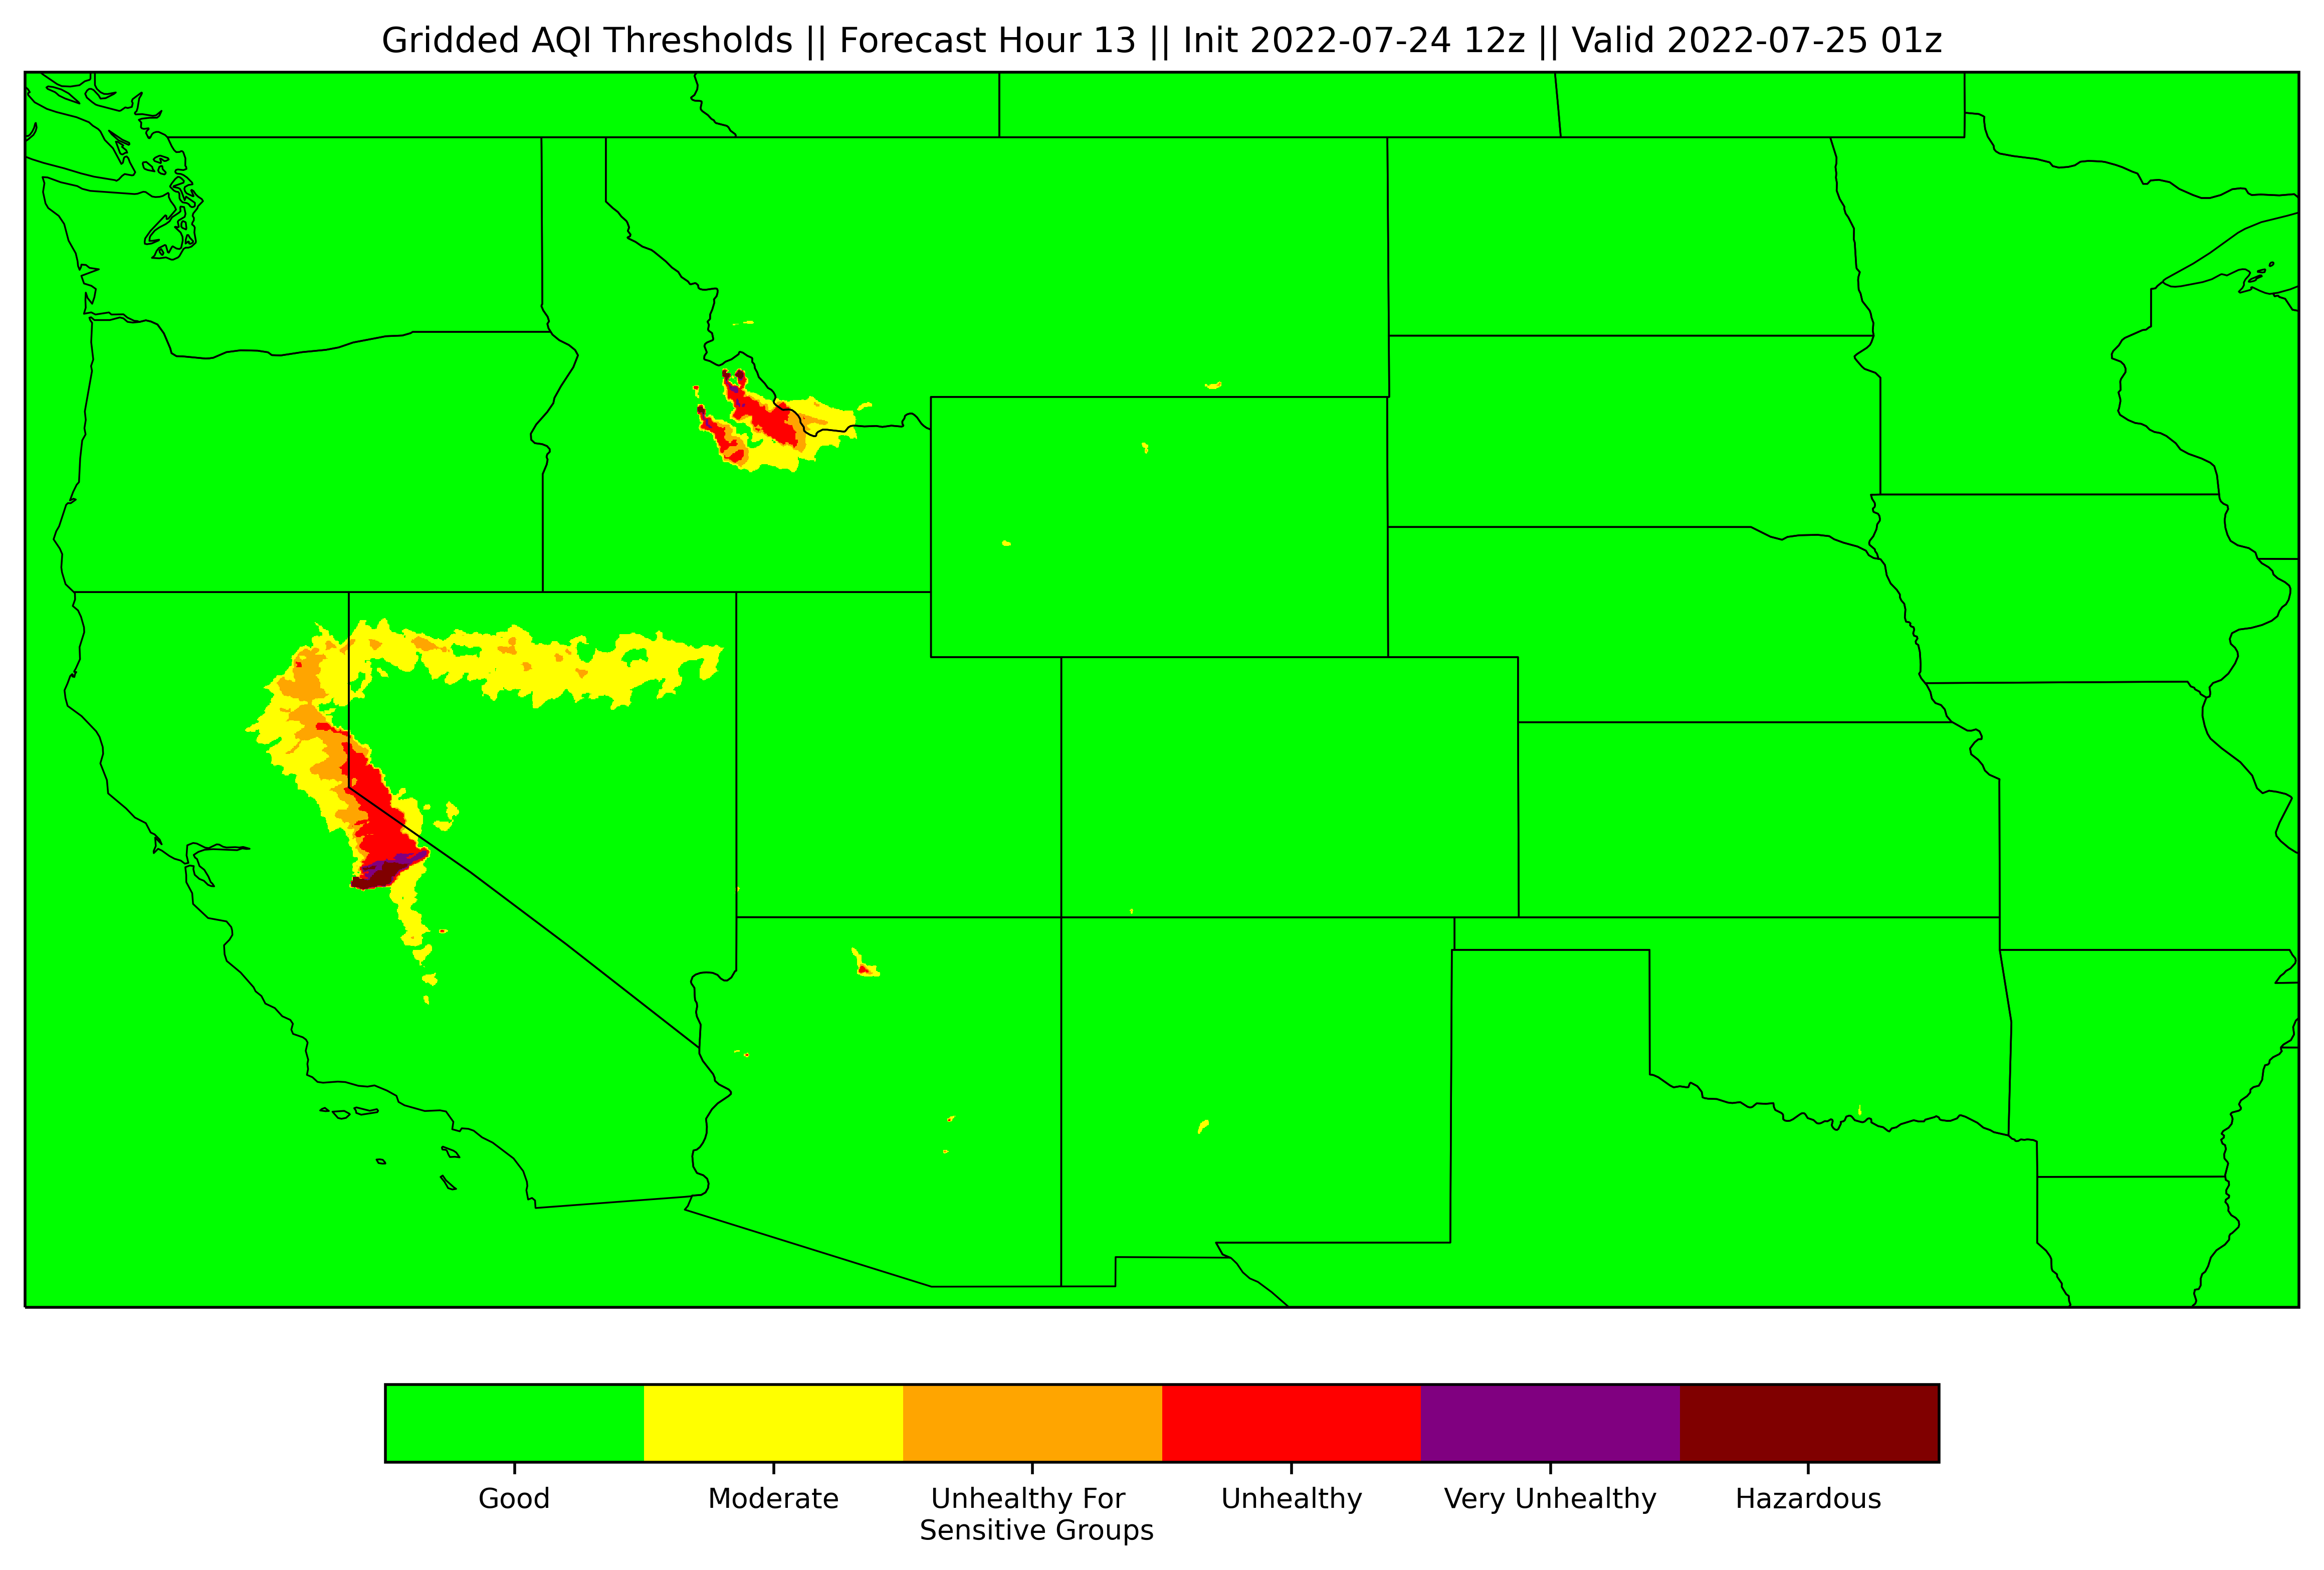 Gridded AQI Thresholds || Forecast Hour 13 || Init 2022-07-24 12z || Valid 2022-07-25 01z
Good
Moderate
Unhealthy For
Sensitive Groups
Unhealthy
Very Unhealthy
Hazardous